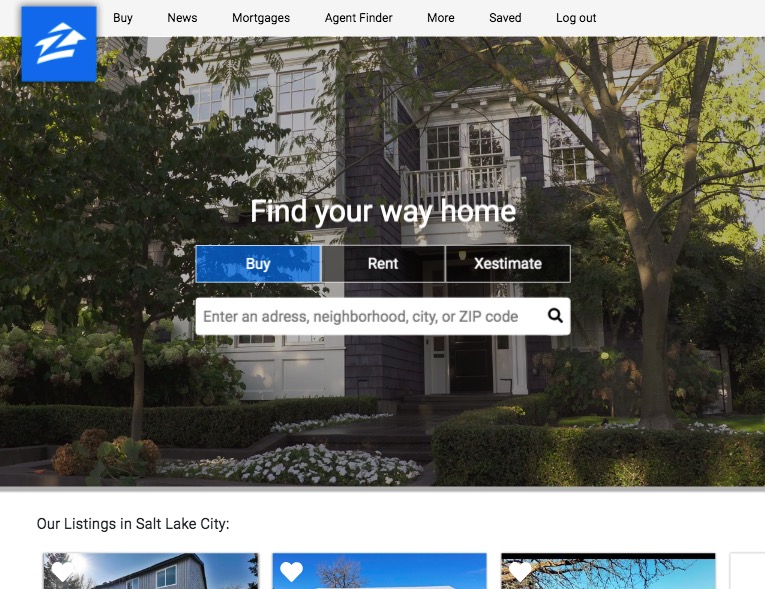 Buy News Mortgages Agent Finder More Saved Log out
Find your way home
Buy Rent Xestimate
Enter an adress, neighborhood, city, or ZIP code
Our Listings in Salt Lake City: